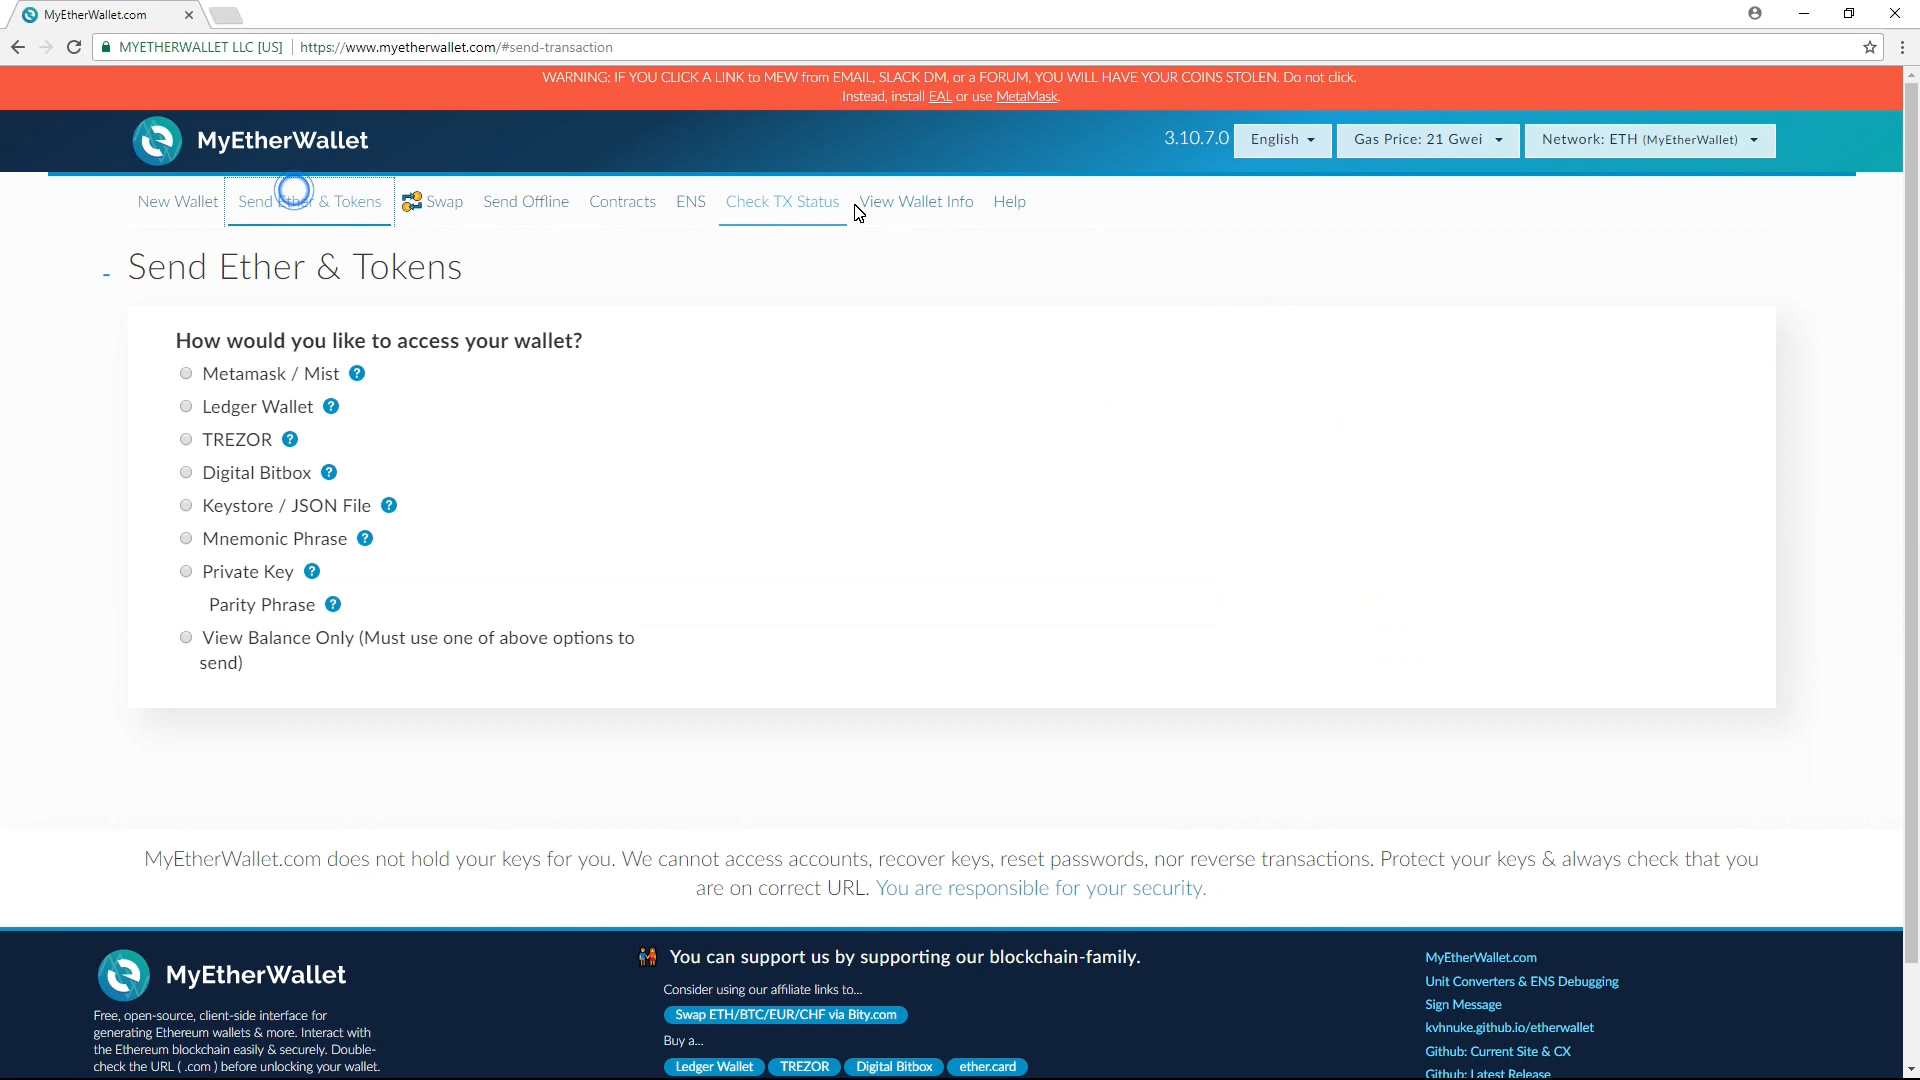 MyEtherWallet.com
MYETHERWALLET LLC [US] https://www.myetherwallet.com/#send-transaction
WARNING: IF YOU CLICK A LINK to MEW from EMAIL, SLACK DM, or a FORUM, YOU WILL HAVE YOUR COINS STOLEN. Do not click.
Instead, install EAL or use MetaMask.
MyEtherWallet 3.10.7.0 English Gas Price: 21 Gwei Network: ETH (MyEtherWallet)
New Wallet Send Ether & Tokens Swap Send Offline Contracts ENS Check TX Status View Wallet Info Help
- Send Ether & Tokens
How would you like to access your wallet?
Metamask / Mist ?
Ledger Wallet ?
TREZOR ?
Digital Bitbox ?
Keystore / JSON File ?
Mnemonic Phrase ?
Private Key ?
Parity Phrase ?
View Balance Only (Must use one of above options to
send)
MyEtherWallet.com does not hold your keys for you. We cannot access accounts, recover keys, reset passwords, nor reverse transactions. Protect your keys & always check that you
are on correct URL. You are responsible for your security.
MyEtherWallet
Free, open-source, client-side interface for
generating Ethereum wallets & more. Interact with
the Ethereum blockchain easily & securely. Double-
check the URL ( .com ) before unlocking your wallet.
You can support us by supporting our blockchain-family.
Consider using our affiliate links to...
Swap ETH/BTC/EUR/CHF via Bity.com
Buy a...
Ledger Wallet TREZOR Digital Bitbox ether.card
MyEtherWallet.com
Unit Converters & ENS Debugging
Sign Message
kvhnuke.github.io/etherwallet
Github: Current Site & CX
Github: Latest Release